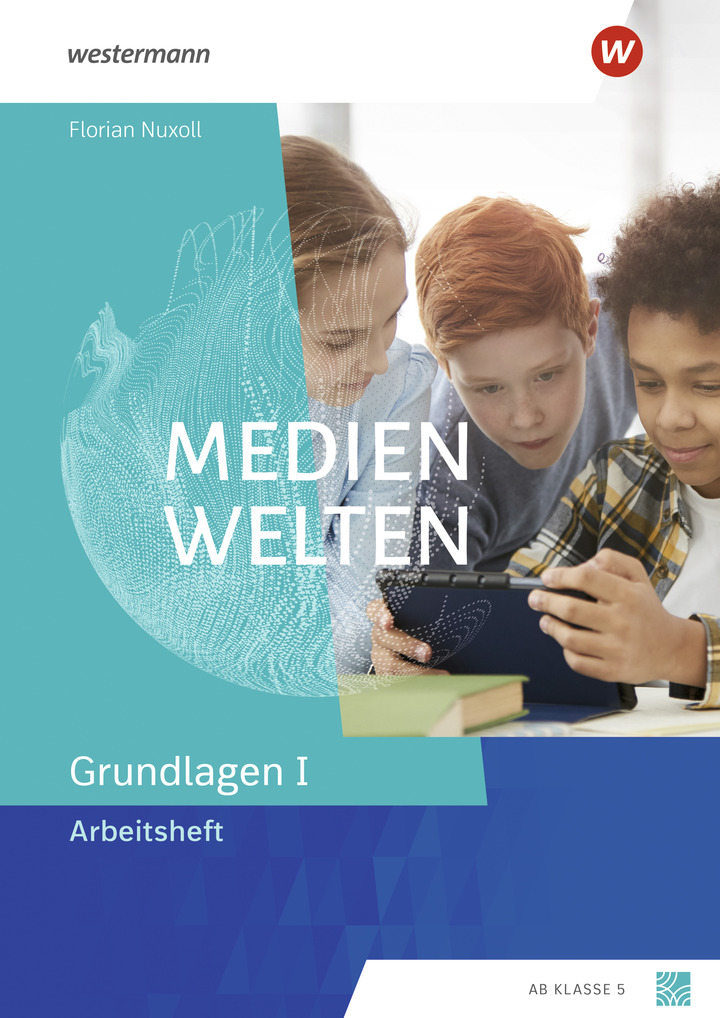 westermann
W
Florian Nuxoll
MEDIEN
WELTEN
Grundlagen I
Arbeitsheft
AB KLASSE 5